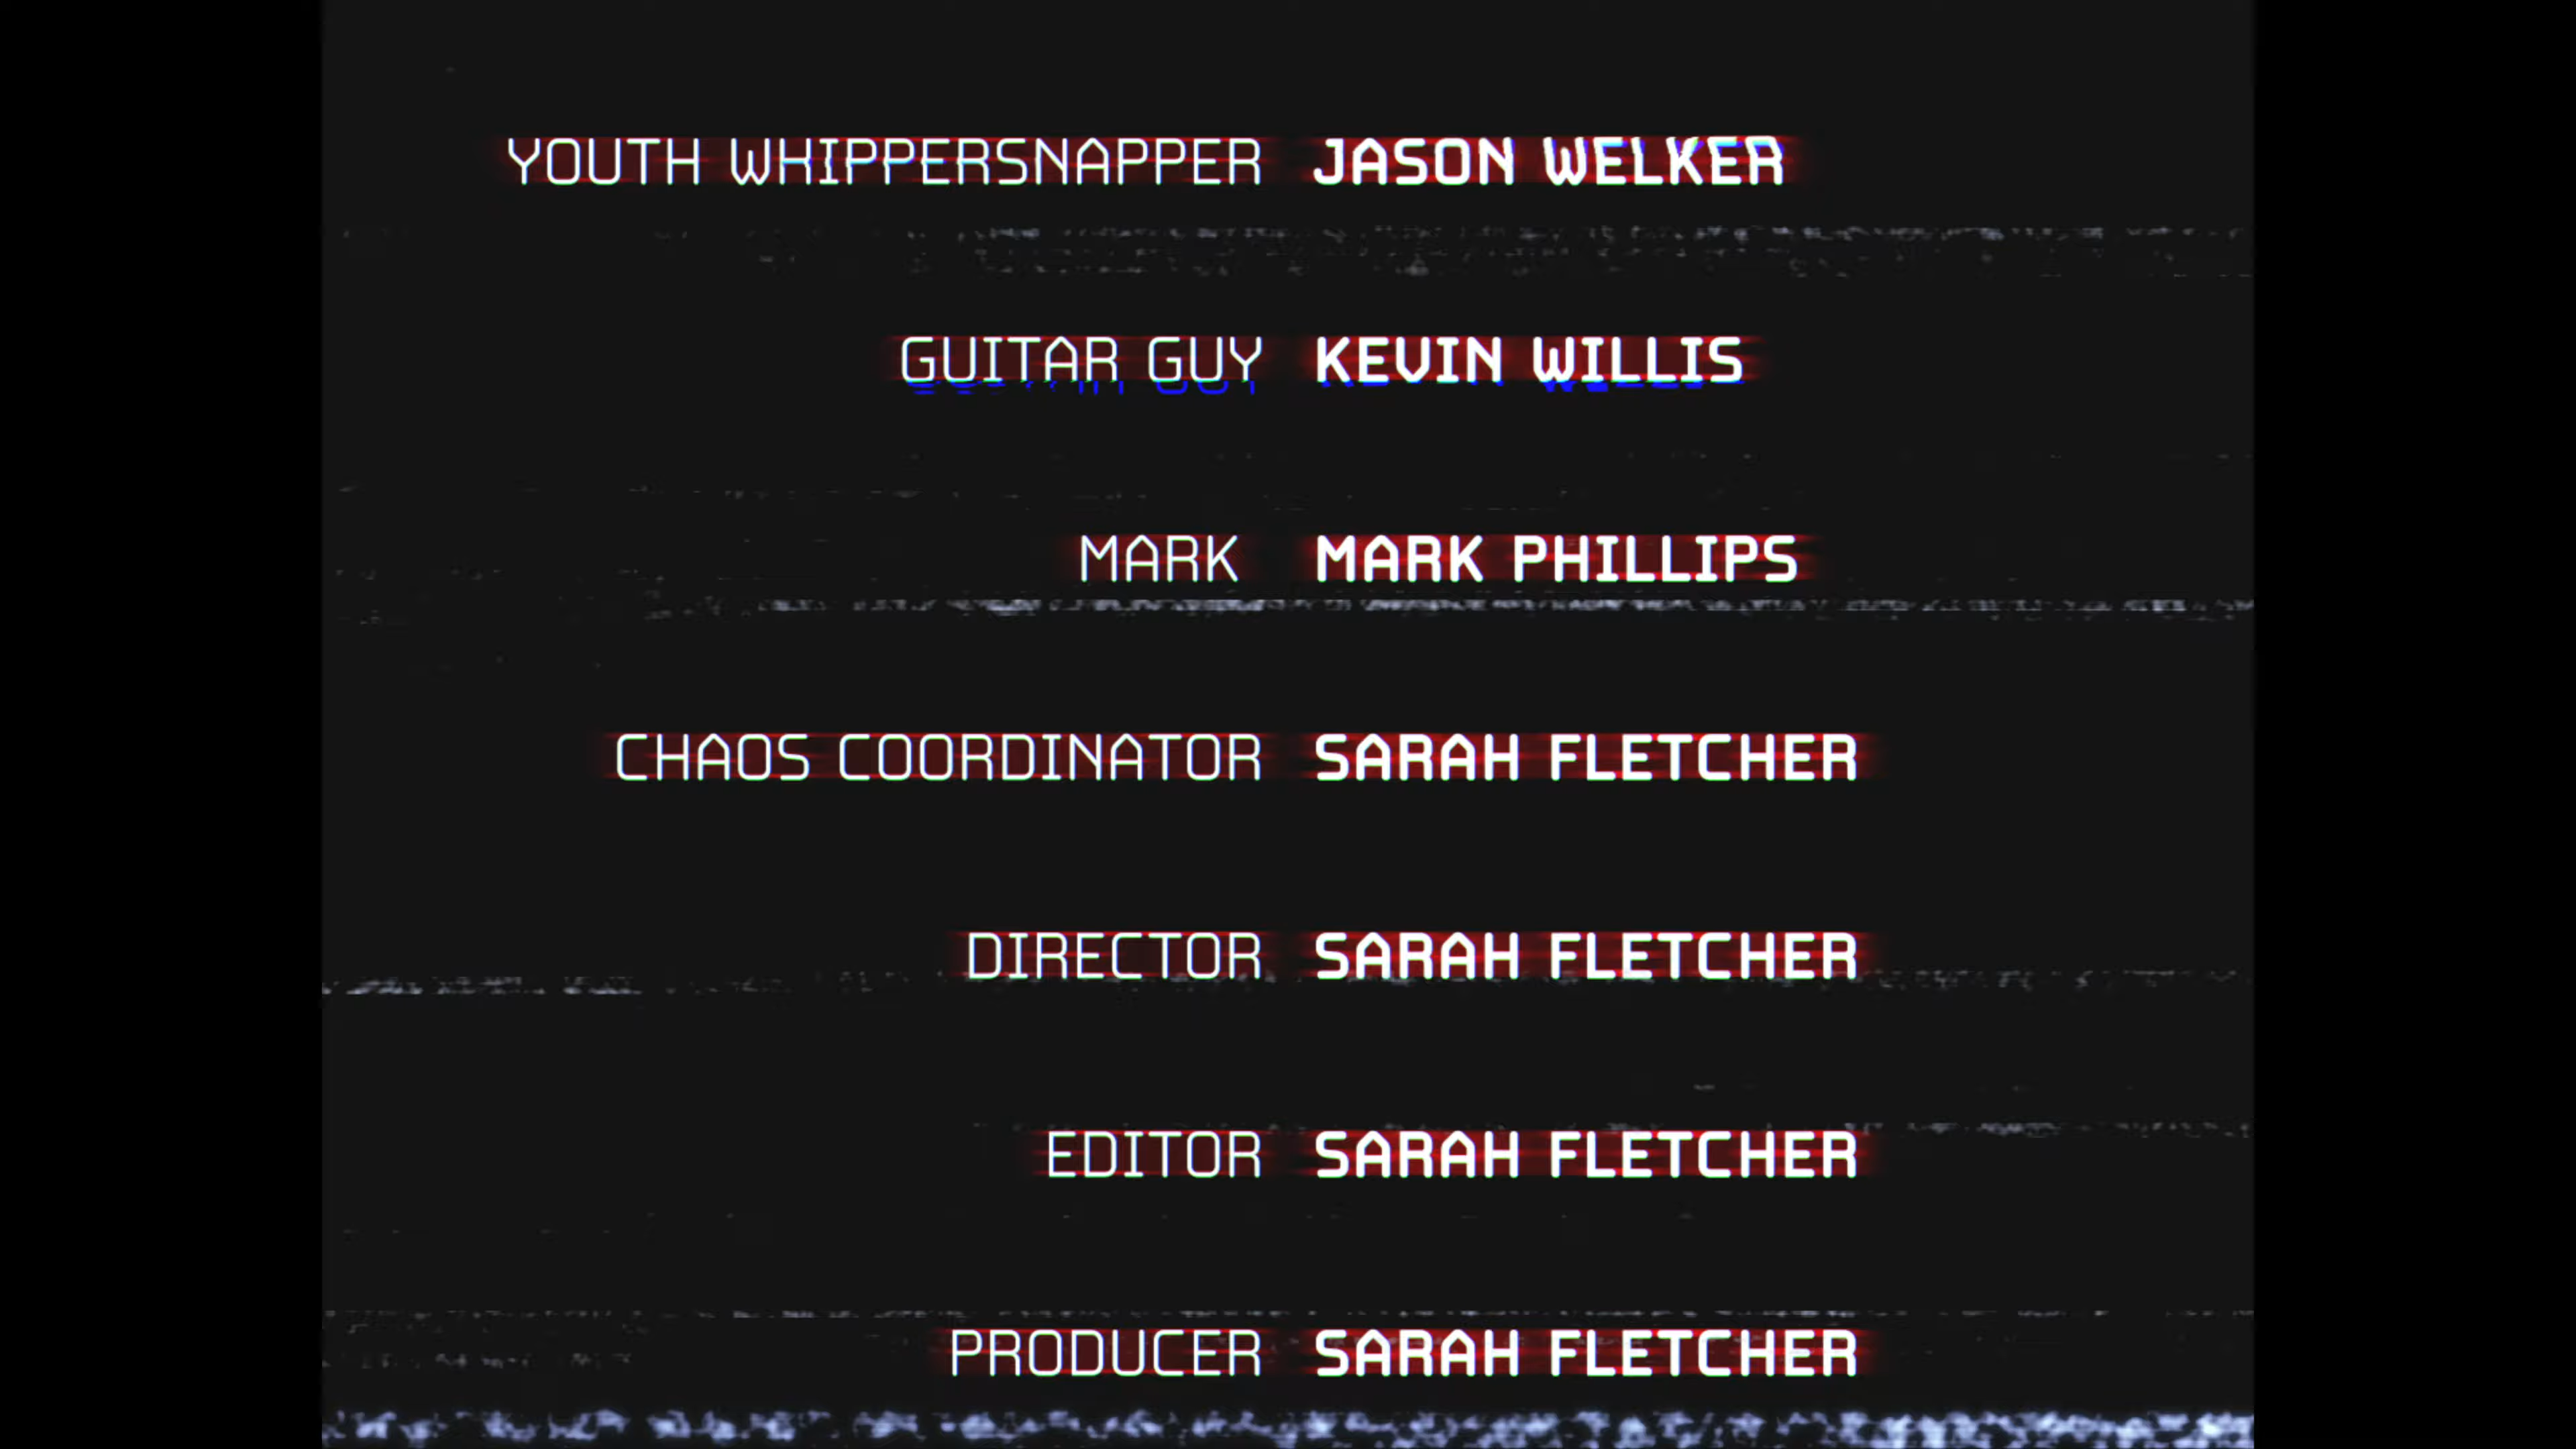 YOUTH WHIPPERSNAPPER JASON WELKER
GUITAR GUY KEVIN WILLIS
MARK MARK PHILLIPS
CHAOS COORDINATOR SARAH FLETCHER
DIRECTOR SARAH FLETCHER
EDITOR SARAH FLETCHER
PRODUCER SARAH FLETCHER